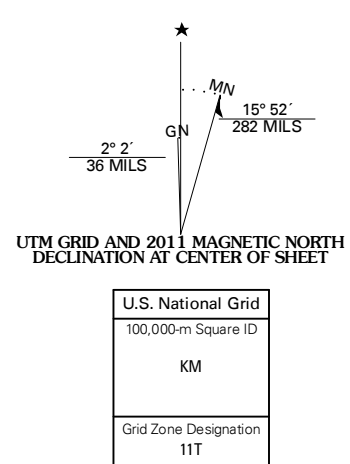 ★
MN
GN
15° 52´
282 MILS
2° 2´
36 MILS
UTM GRID AND 2011 MAGNETIC NORTH
DECLINATION AT CENTER OF SHEET
U.S. National Grid
100,000-m Square ID
KM
Grid Zone Designation
11T